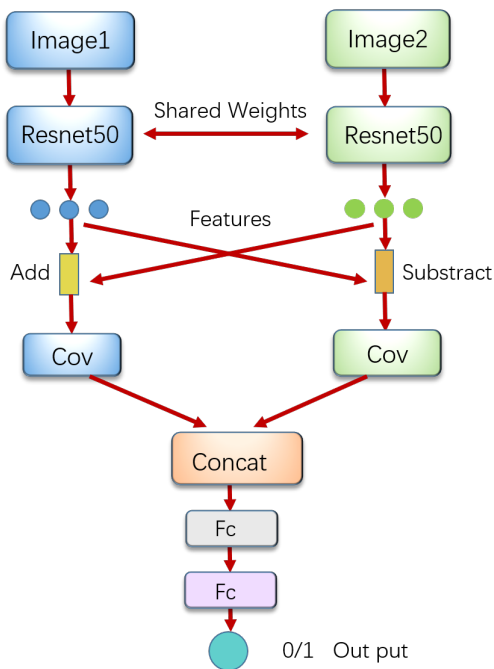 Image1
Image2
Resnet50
Shared Weights
Resnet50
Features
Add
Substract
Cov
Cov
Concat
Fc
Fc
0/1 Out put